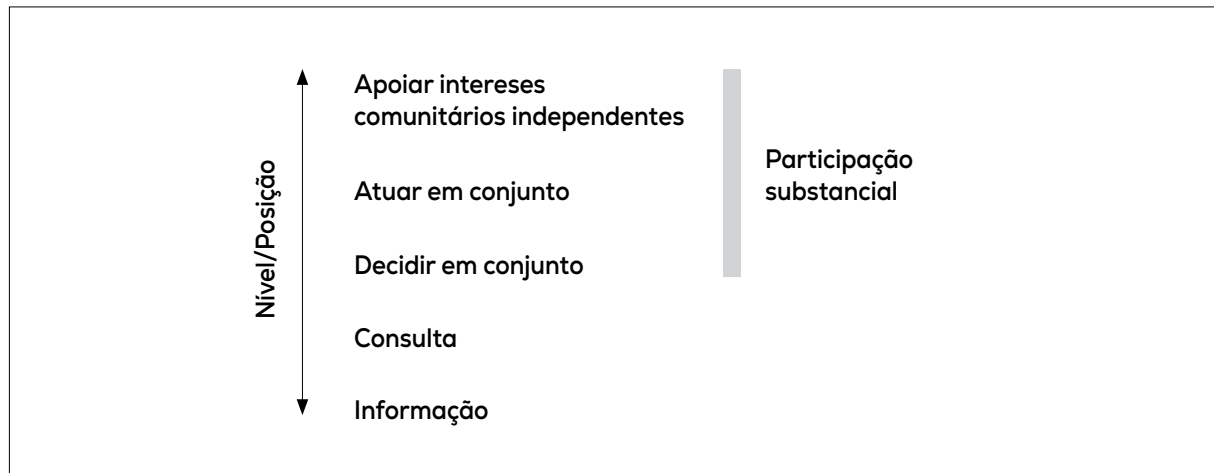 Nível/Posição
Apoiar intereses
comunitários independentes
Atuar em conjunto
Decidir em conjunto
Consulta
Informação
Participação
substancial